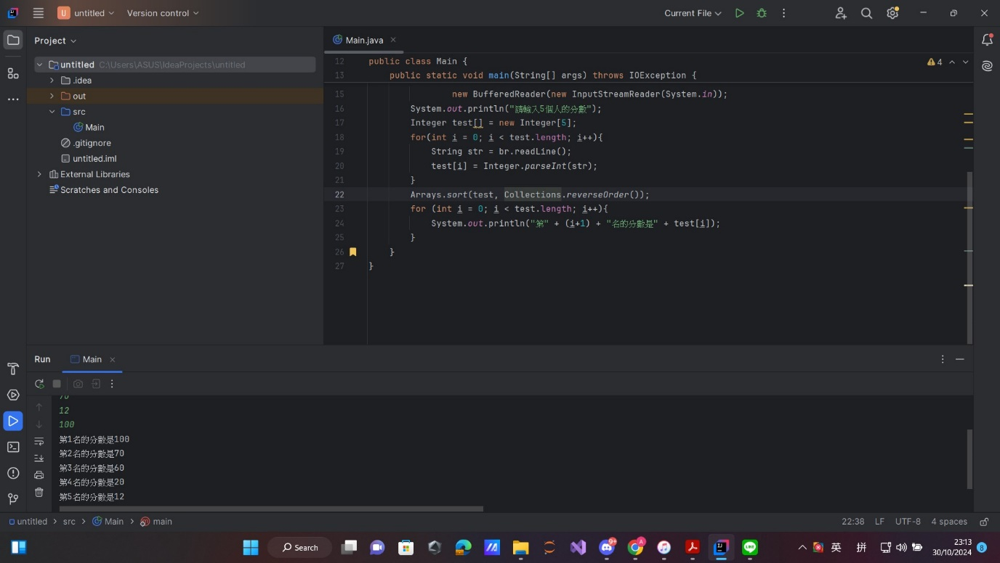 U untitled Version control Current File
Project
untitled C:\Users\ASUS\IdeaProjects\untitled
.idea
out
src
Main
.gitignore
untitled.iml
External Libraries
Scratches and Consoles
Main.java
4
12 public class Main {
13 public static void main(String[] args) throws IOException {
15 new BufferedReader(new InputStreamReader(System.in));
16 System.out.println("請輸入5個人的分數");
17 Integer test[] = new Integer[5];
18 for(int i = 0; i < test.length; i++){
19 String str = br.readLine();
20 test[i] = Integer.parseInt(str);
21 }
22 Arrays.sort(test, Collections.reverseOrder());
23 for (int i = 0; i < test.length; i++){
24 System.out.println("第" + (i+1) + "名的分數是" + test[i]);
25 }
26 }
27 }
Run Main
70
12
100
第1名的分數是100
第2名的分數是70
第3名的分數是60
第4名的分數是20
第5名的分數是12
untitled > src > Main > main 22:38 LF UTF-8 4 spaces
Search 9+ A 英 拼 23:13 8
30/10/2024